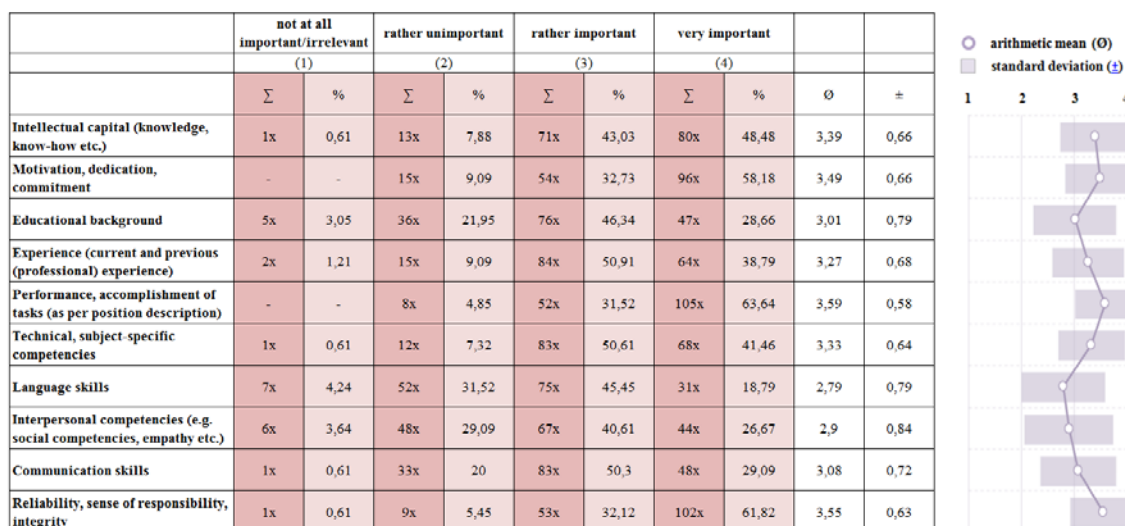 not at all important/irrelevant rather unimportant rather important very important
(1) (2) (3) (4)
∑ % ∑ % ∑ % ∑ % Ø ±
Intellectual capital (knowledge, know-how etc.) 1x 0,61 13x 7,88 71x 43,03 80x 48,48 3,39 0,66
Motivation, dedication, commitment - - 15x 9,09 54x 32,73 96x 58,18 3,49 0,66
Educational background 5x 3,05 36x 21,95 76x 46,34 47x 28,66 3,01 0,79
Experience (current and previous (professional) experience) 2x 1,21 15x 9,09 84x 50,91 64x 38,79 3,27 0,68
Performance, accomplishment of tasks (as per position description) - - 8x 4,85 52x 31,52 105x 63,64 3,59 0,58
Technical, subject-specific competencies 1x 0,61 12x 7,32 83x 50,61 68x 41,46 3,33 0,64
Language skills 7x 4,24 52x 31,52 75x 45,45 31x 18,79 2,79 0,79
Interpersonal competencies (e.g. social competencies, empathy etc.) 6x 3,64 48x 29,09 67x 40,61 44x 26,67 2,9 0,84
Communication skills 1x 0,61 33x 20 83x 50,3 48x 29,09 3,08 0,72
Reliability, sense of responsibility, integrity 1x 0,61 9x 5,45 53x 32,12 102x 61,82 3,55 0,63
arithmetic mean (Ø)
standard deviation (±)
1 2 3 4